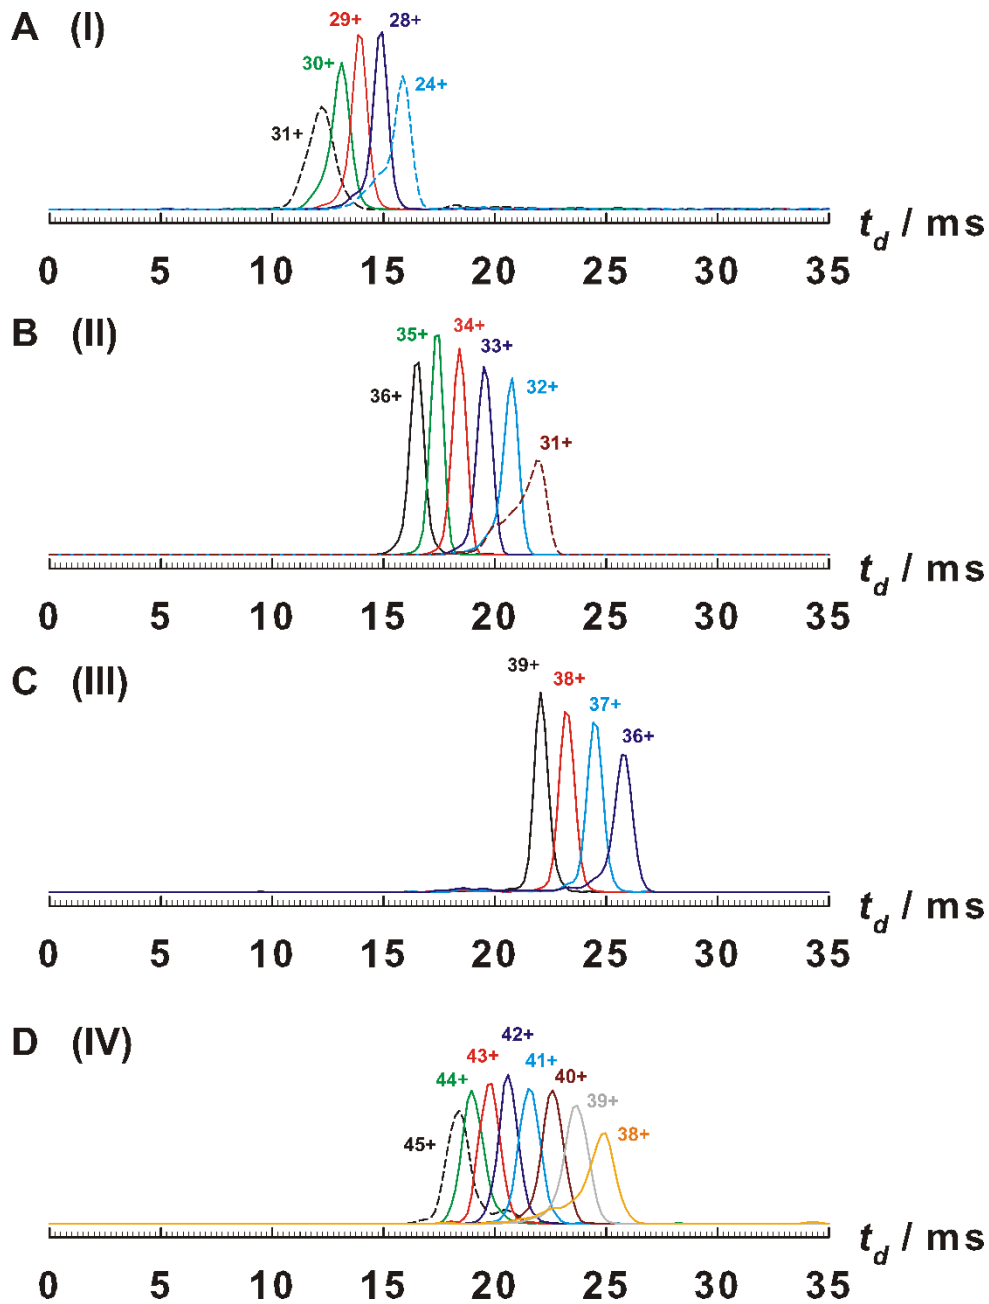 A (I)
29+ 28+
30+ 24+
31+
t_d / ms
0 5 10 15 20 25 30 35
B (II)
35+ 34+
33+
36+ 32+
31+
t_d / ms
0 5 10 15 20 25 30 35
C (III)
39+
38+
37+
36+
t_d / ms
0 5 10 15 20 25 30 35
D (IV)
42+
43+ 41+
44+ 40+
39+
45+ 38+
t_d / ms
0 5 10 15 20 25 30 35